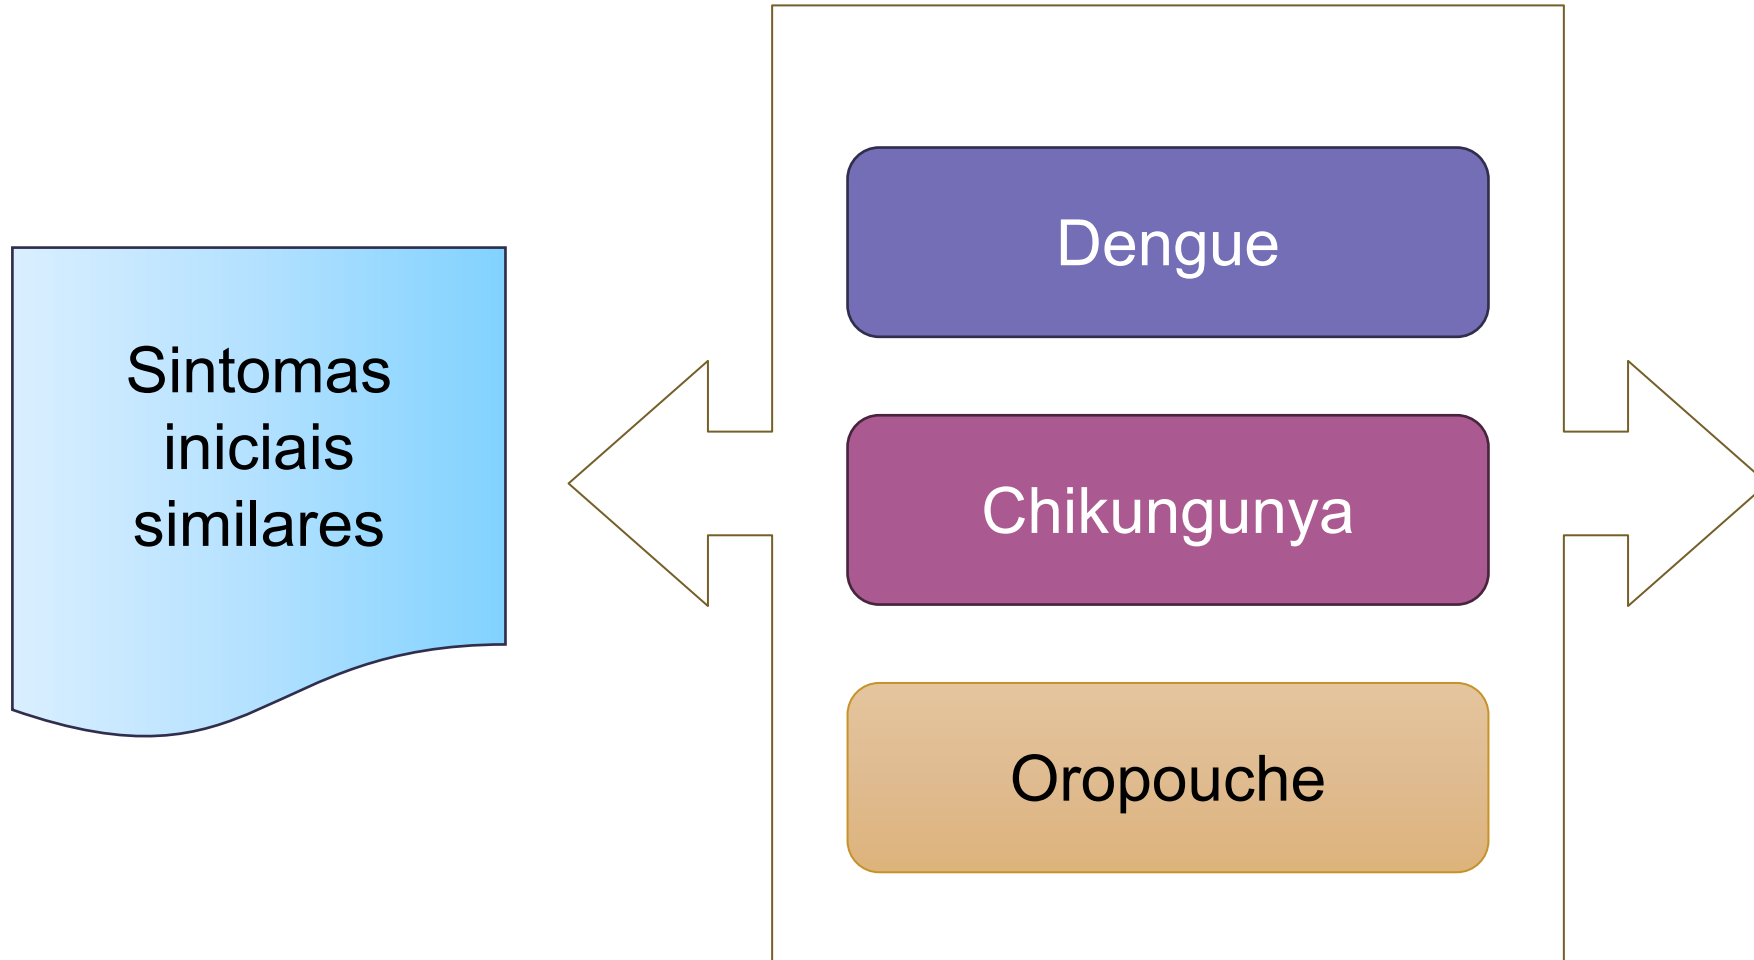 Sintomas
iniciais
similares
Dengue
Chikungunya
Oropouche